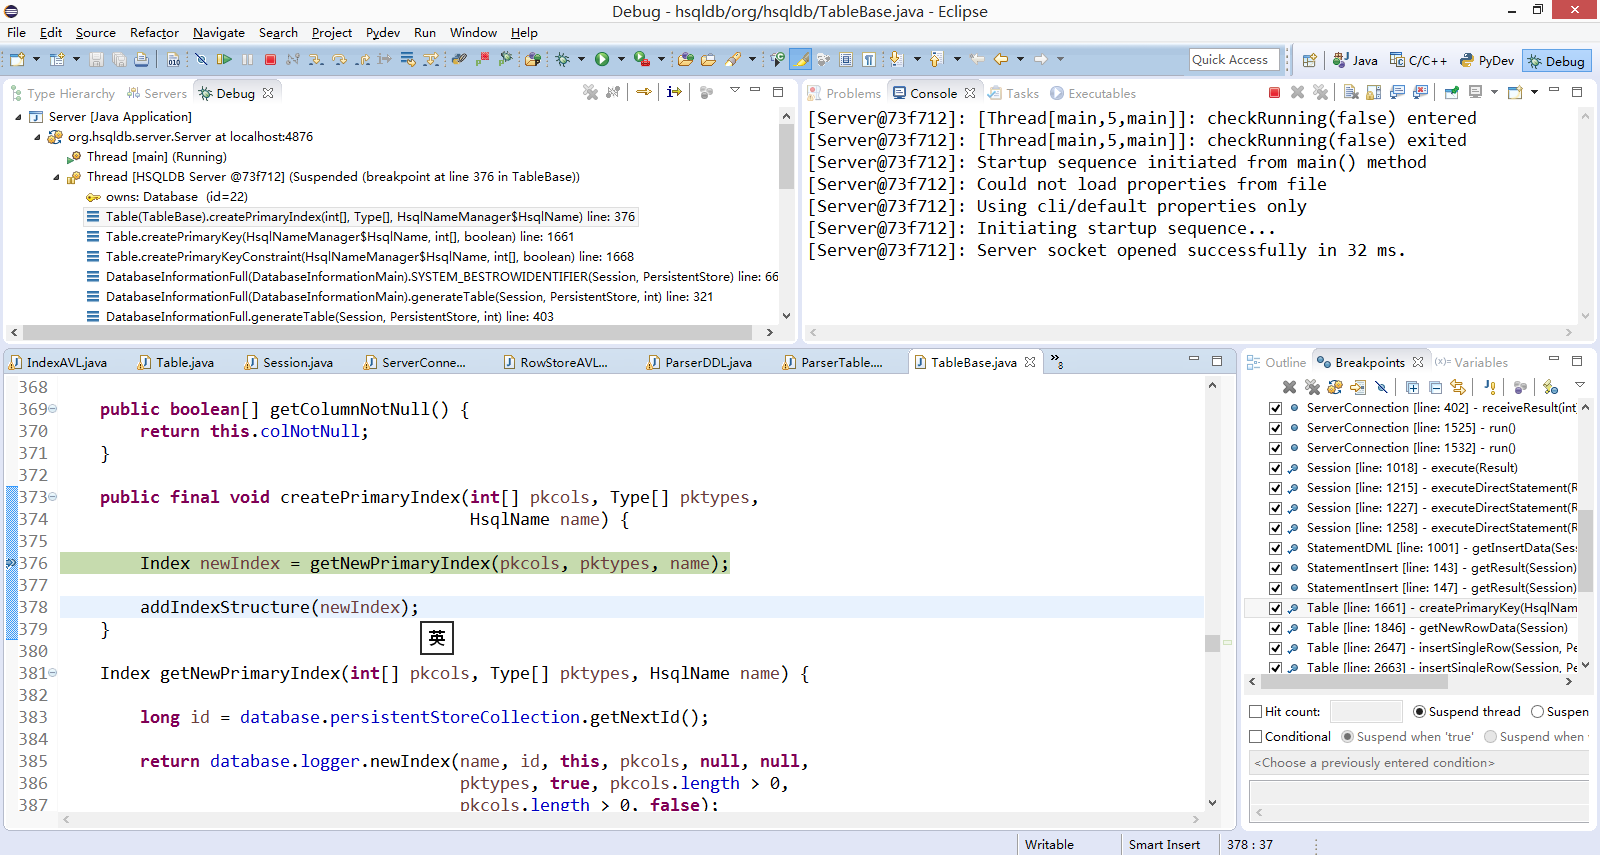 Debug - hsqldb/org/hsqldb/TableBase.java - Eclipse
File Edit Source Refactor Navigate Search Project Pydev Run Window Help
Quick Access Java C/C++ PyDev Debug
Type Hierarchy Servers Debug
Server [Java Application]
org.hsqldb.server.Server at localhost:4876
Thread [main] (Running)
Thread [HSQLDB Server @73f712] (Suspended (breakpoint at line 376 in TableBase))
owns: Database (id=22)
Table(TableBase).createPrimaryIndex(int[], Type[], HsqlNameManager$HsqlName) line: 376
Table.createPrimaryKey(HsqlNameManager$HsqlName, int[], boolean) line: 1661
Table.createPrimaryKeyConstraint(HsqlNameManager$HsqlName, int[], boolean) line: 1668
DatabaseInformationFull(DatabaseInformationMain).SYSTEM_BESTROWIDENTIFIER(Session, PersistentStore) line: 66
DatabaseInformationFull(DatabaseInformationMain).generateTable(Session, PersistentStore, int) line: 321
DatabaseInformationFull.generateTable(Session, PersistentStore, int) line: 403
Problems Console Tasks Executables
[Server@73f712]: [Thread[main,5,main]]: checkRunning(false) entered
[Server@73f712]: [Thread[main,5,main]]: checkRunning(false) exited
[Server@73f712]: Startup sequence initiated from main() method
[Server@73f712]: Could not load properties from file
[Server@73f712]: Using cli/default properties only
[Server@73f712]: Initiating startup sequence...
[Server@73f712]: Server socket opened successfully in 32 ms.
IndexAVL.java Table.java Session.java ServerConne... RowStoreAVL... ParserDDL.java ParserTable.... TableBase.java »8
368
369 public boolean[] getColumnNotNull() {
370 return this.colNotNull;
371 }
372
373 public final void createPrimaryIndex(int[] pkcols, Type[] pktypes,
374 HsqlName name) {
375
376 Index newIndex = getNewPrimaryIndex(pkcols, pktypes, name);
377
378 addIndexStructure(newIndex);
379 }
英
380
381 Index getNewPrimaryIndex(int[] pkcols, Type[] pktypes, HsqlName name) {
382
383 long id = database.persistentStoreCollection.getNextId();
384
385 return database.logger.newIndex(name, id, this, pkcols, null, null,
386 pktypes, true, pkcols.length > 0,
387 pkcols.length > 0, false);
Outline Breakpoints (x)= Variables
ServerConnection [line: 402] - receiveResult(int
ServerConnection [line: 1525] - run()
ServerConnection [line: 1532] - run()
Session [line: 1018] - execute(Result)
Session [line: 1215] - executeDirectStatement(R
Session [line: 1227] - executeDirectStatement(R
Session [line: 1258] - executeDirectStatement(R
StatementDML [line: 1001] - getInsertData(Ses
StatementInsert [line: 143] - getResult(Session)
StatementInsert [line: 147] - getResult(Session)
Table [line: 1661] - createPrimaryKey(HsqlNam
Table [line: 1846] - getNewRowData(Session)
Table [line: 2647] - insertSingleRow(Session, Pe
Table [line: 2663] - insertSingleRow(Session, Pe
Hit count: Suspend thread Suspen
Conditional Suspend when 'true' Suspend when
<Choose a previously entered condition>
Writable Smart Insert 378 : 37